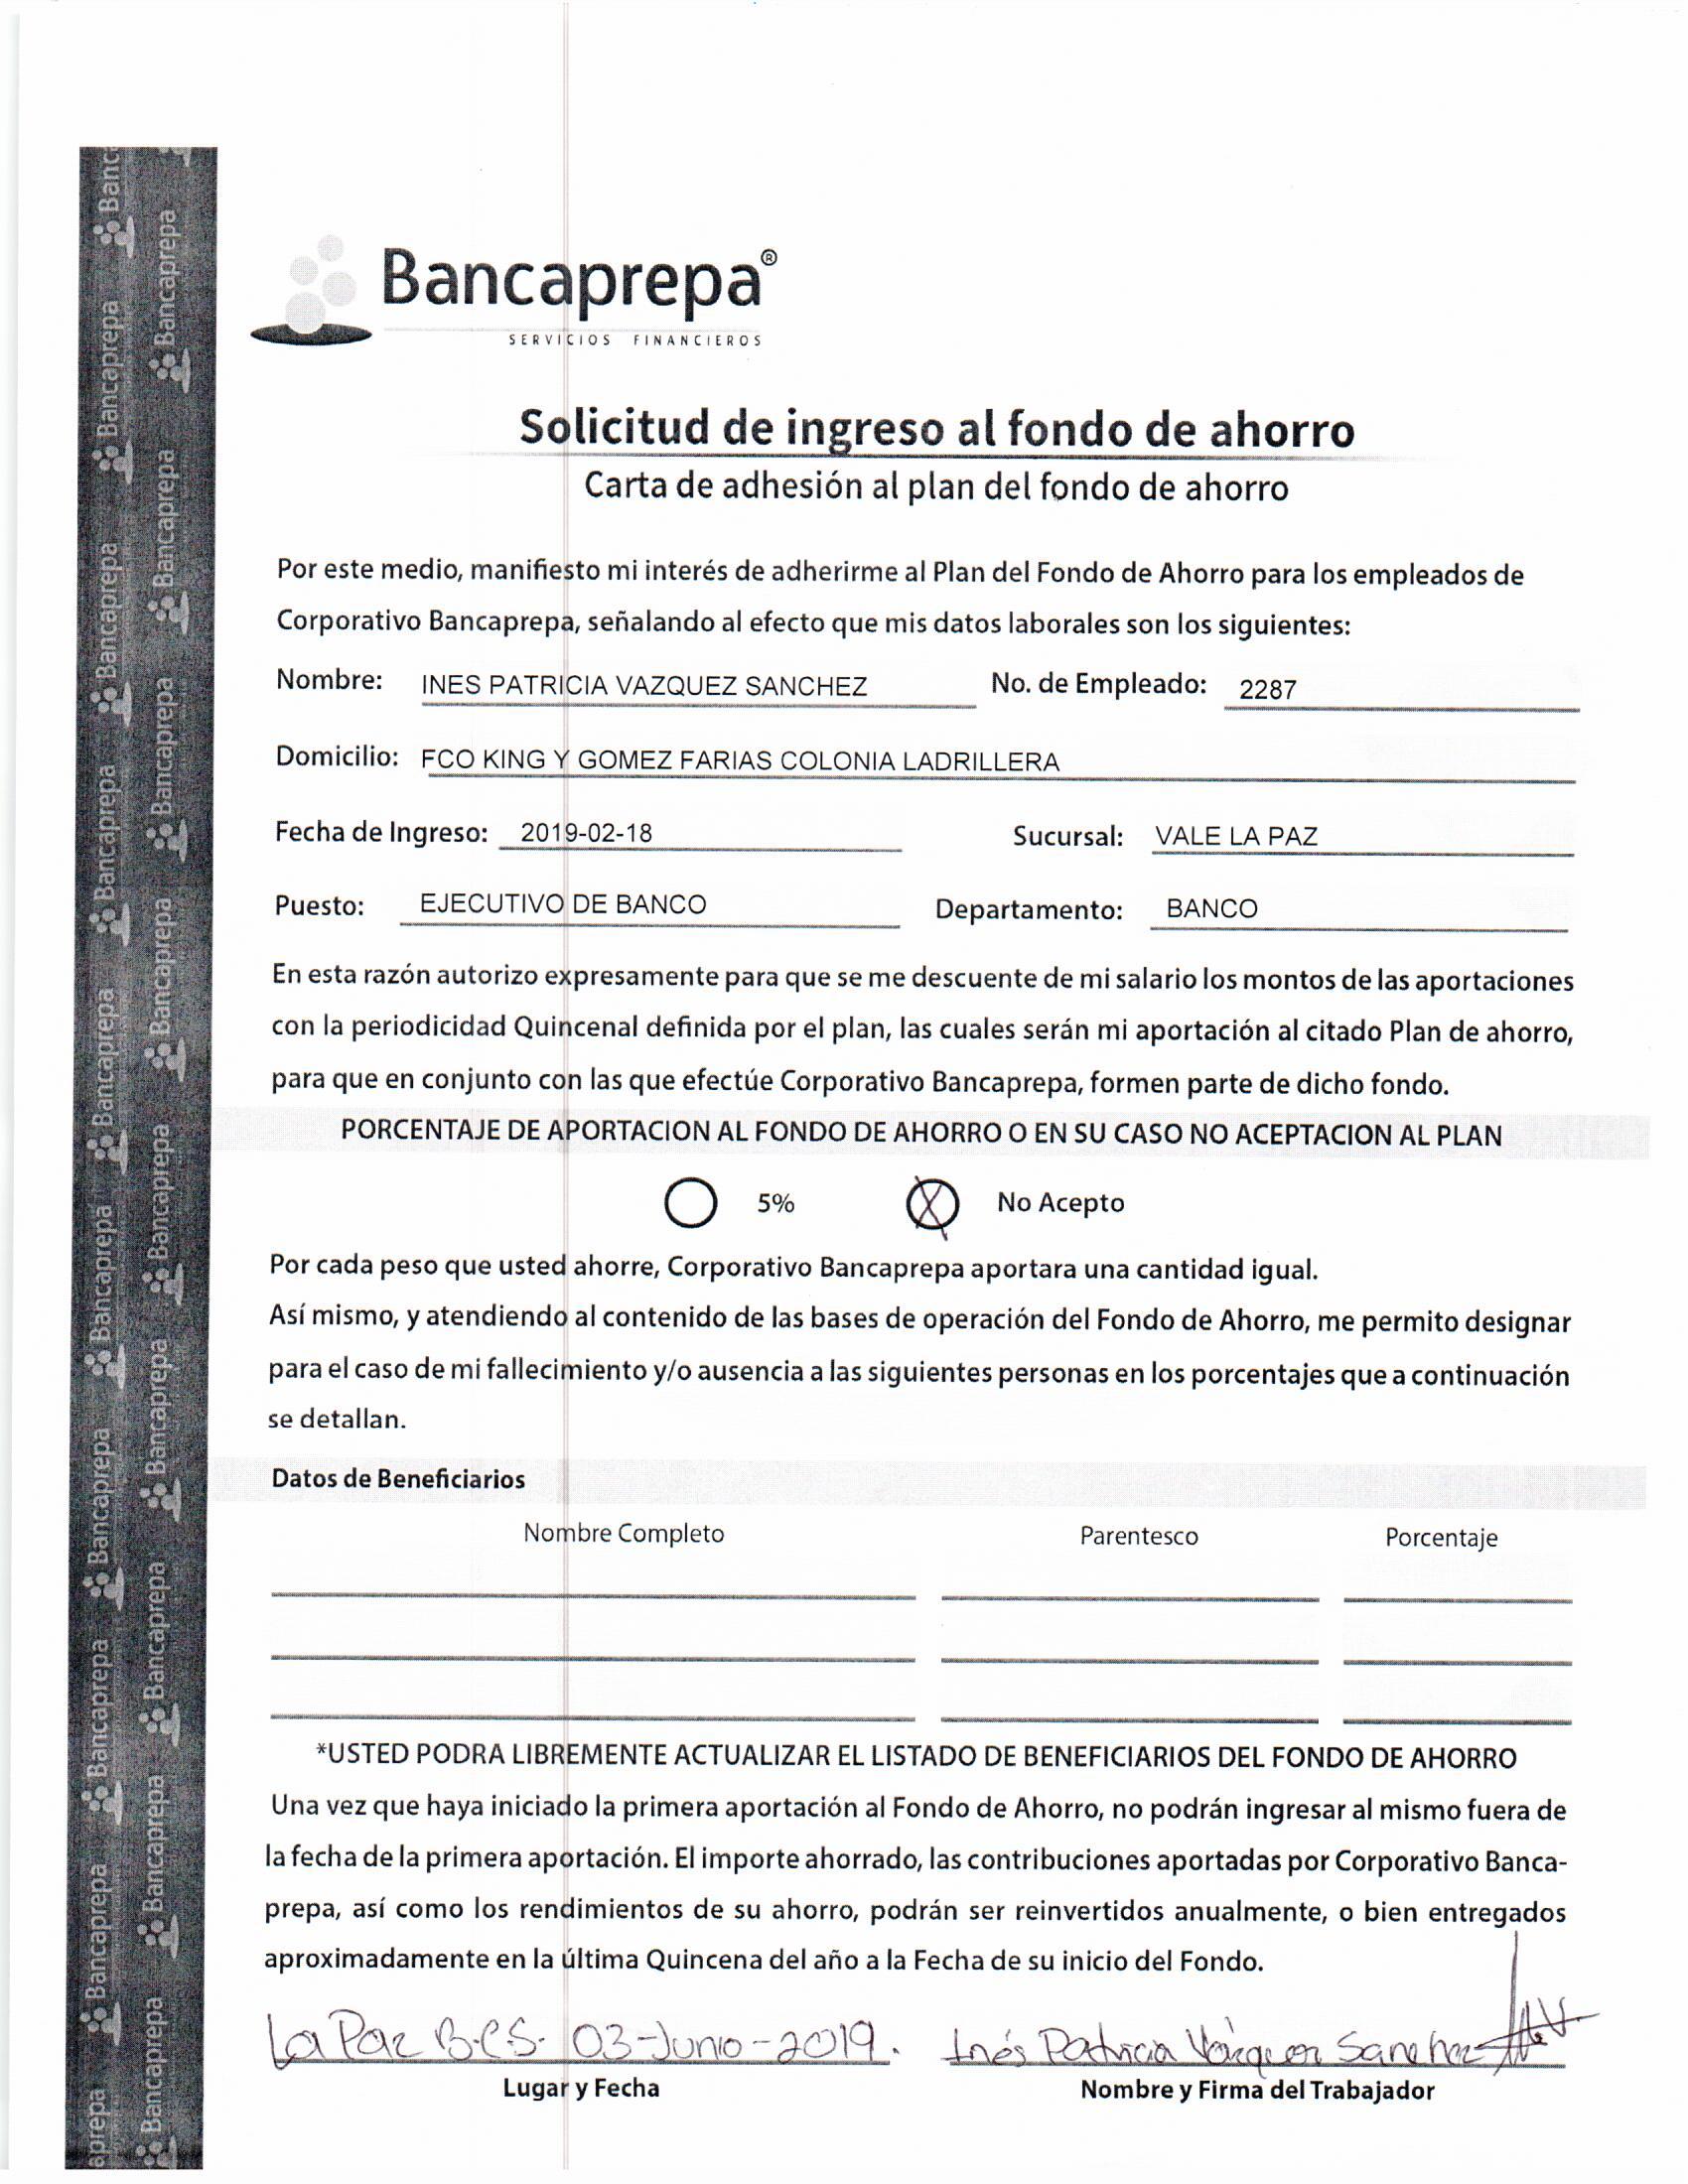 Bancaprepa®
SERVICIOS FINANCIEROS
Solicitud de ingreso al fondo de ahorro
Carta de adhesión al plan del fondo de ahorro
Por este medio, manifiesto mi interés de adherirme al Plan del Fondo de Ahorro para los empleados de
Corporativo Bancaprepa, señalando al efecto que mis datos laborales son los siguientes:
Nombre: INES PATRICIA VAZQUEZ SANCHEZ No. de Empleado: 2287
Domicilio: FCO KING Y GOMEZ FARIAS COLONIA LADRILLERA
Fecha de Ingreso: 2019-02-18 Sucursal: VALE LA PAZ
Puesto: EJECUTIVO DE BANCO Departamento: BANCO
En esta razón autorizo expresamente para que se me descuente de mi salario los montos de las aportaciones
con la periodicidad Quincenal definida por el plan, las cuales serán mi aportación al citado Plan de ahorro,
para que en conjunto con las que efectúe Corporativo Bancaprepa, formen parte de dicho fondo.
PORCENTAJE DE APORTACION AL FONDO DE AHORRO O EN SU CASO NO ACEPTACION AL PLAN
5% X No Acepto
Por cada peso que usted ahorre, Corporativo Bancaprepa aportara una cantidad igual.
Así mismo, y atendiendo al contenido de las bases de operación del Fondo de Ahorro, me permito designar
para el caso de mi fallecimiento y/o ausencia a las siguientes personas en los porcentajes que a continuación
se detallan.
Datos de Beneficiarios
Nombre Completo Parentesco Porcentaje
*USTED PODRA LIBREMENTE ACTUALIZAR EL LISTADO DE BENEFICIARIOS DEL FONDO DE AHORRO
Una vez que haya iniciado la primera aportación al Fondo de Ahorro, no podrán ingresar al mismo fuera de
la fecha de la primera aportación. El importe ahorrado, las contribuciones aportadas por Corporativo Banca-
prepa, así como los rendimientos de su ahorro, podrán ser reinvertidos anualmente, o bien entregados
aproximadamente en la última Quincena del año a la Fecha de su inicio del Fondo.
La Paz B.C.S. 03-Junio-2019. Inés Patricia Vázquez Sanchez
Lugar y Fecha Nombre y Firma del Trabajador